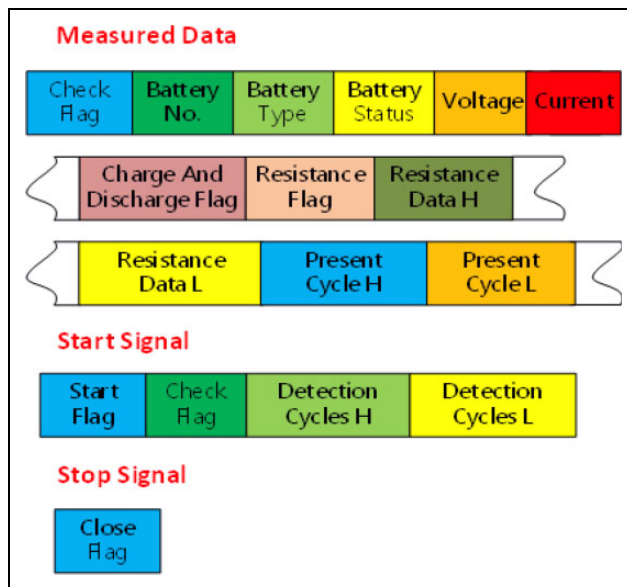 Measured Data
Check Battery Battery Battery Voltage Current
Flag No. Type Status
Charge And Resistance Resistance
Discharge Flag Flag Data H
Resistance Present Present
Data L Cycle H Cycle L
Start Signal
Start Check Detection Detection
Flag Flag Cycles H Cycles L
Stop Signal
Close
Flag